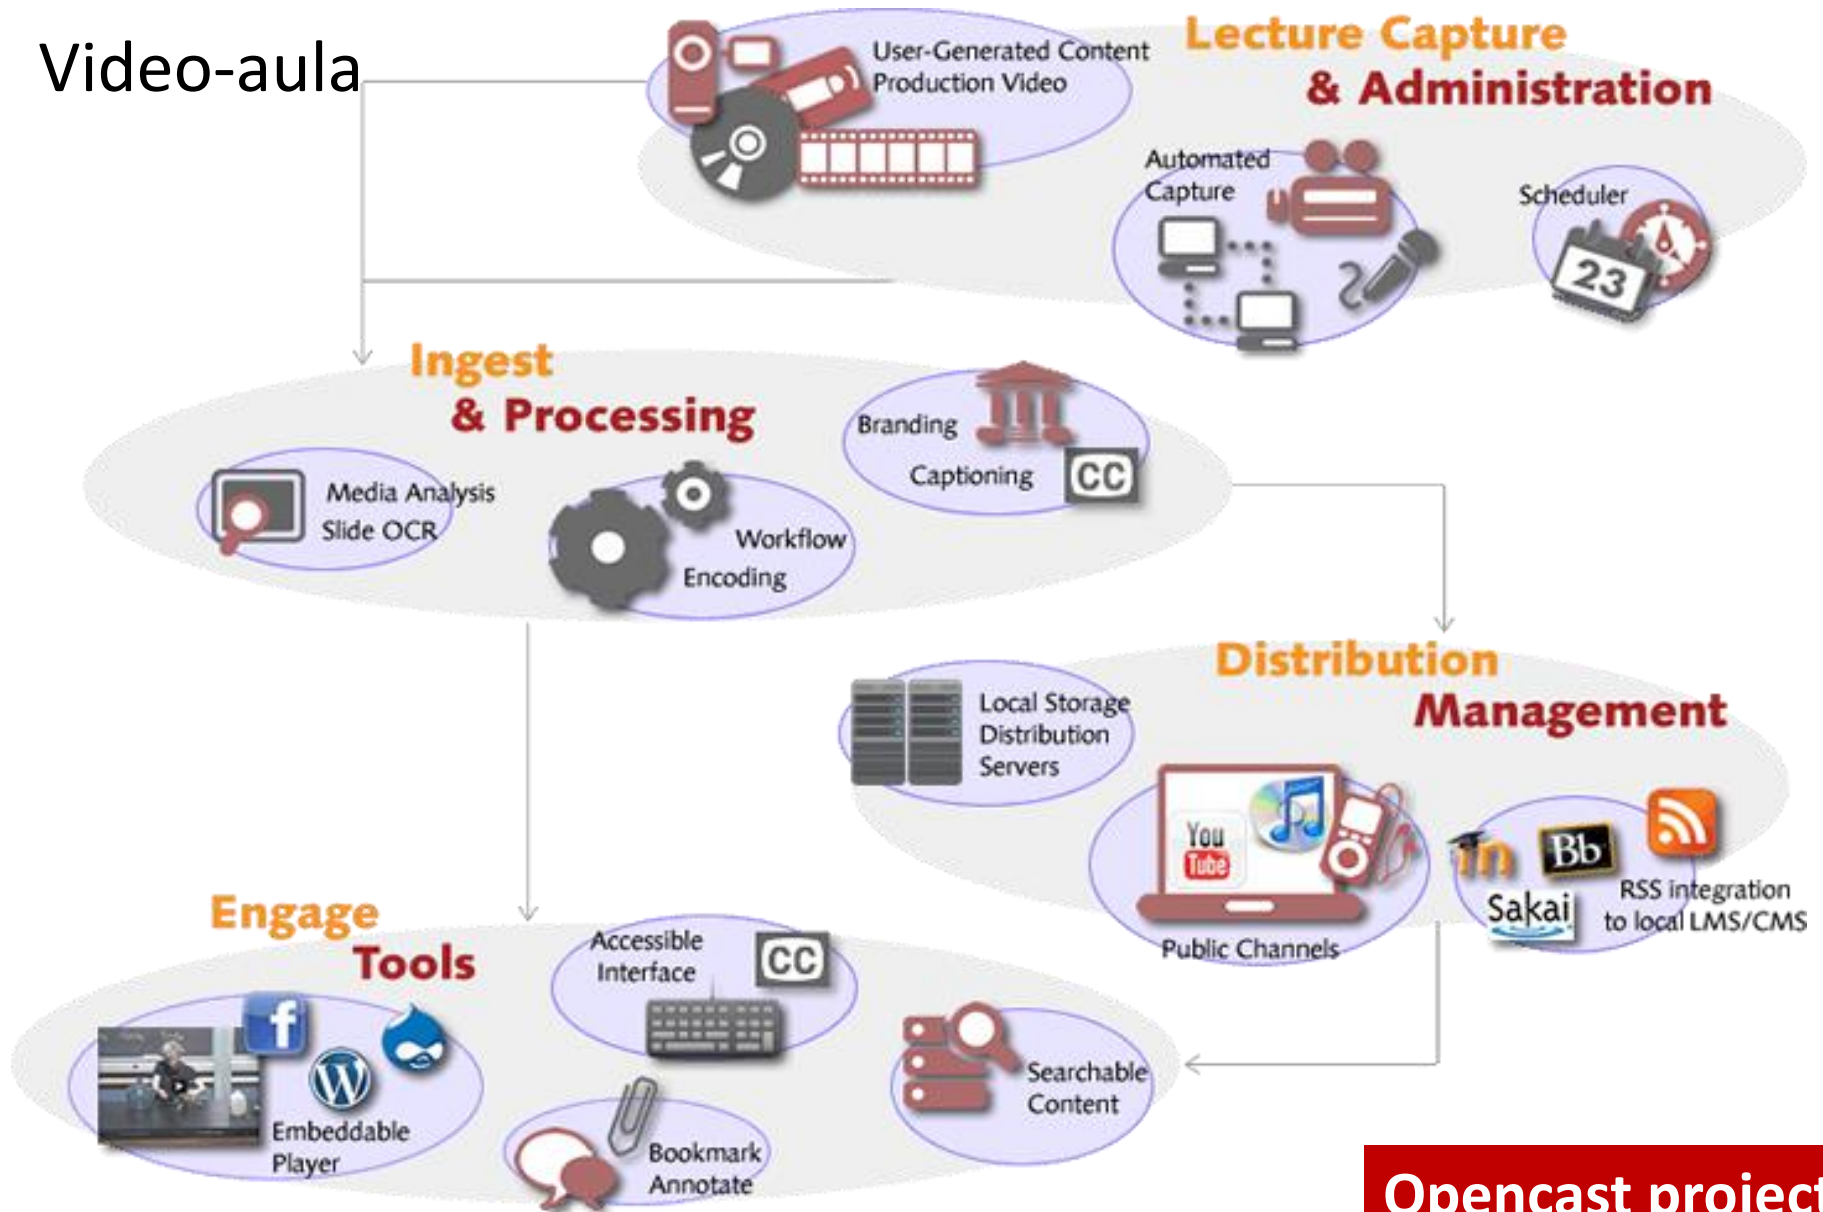 Video-aula
User-Generated Content
Production Video
Lecture Capture
& Administration
Automated
Capture
Scheduler
23
Ingest
& Processing
Branding
Captioning
CC
Media Analysis
Slide OCR
Workflow
Encoding
Distribution
Management
Local Storage
Distribution
Servers
You
Tube
Public Channels
m
Bb
Sakai
RSS integration
to local LMS/CMS
Engage
Tools
Accessible
Interface
CC
f
W
Embeddable
Player
Bookmark
Annotate
Searchable
Content
Opencast project